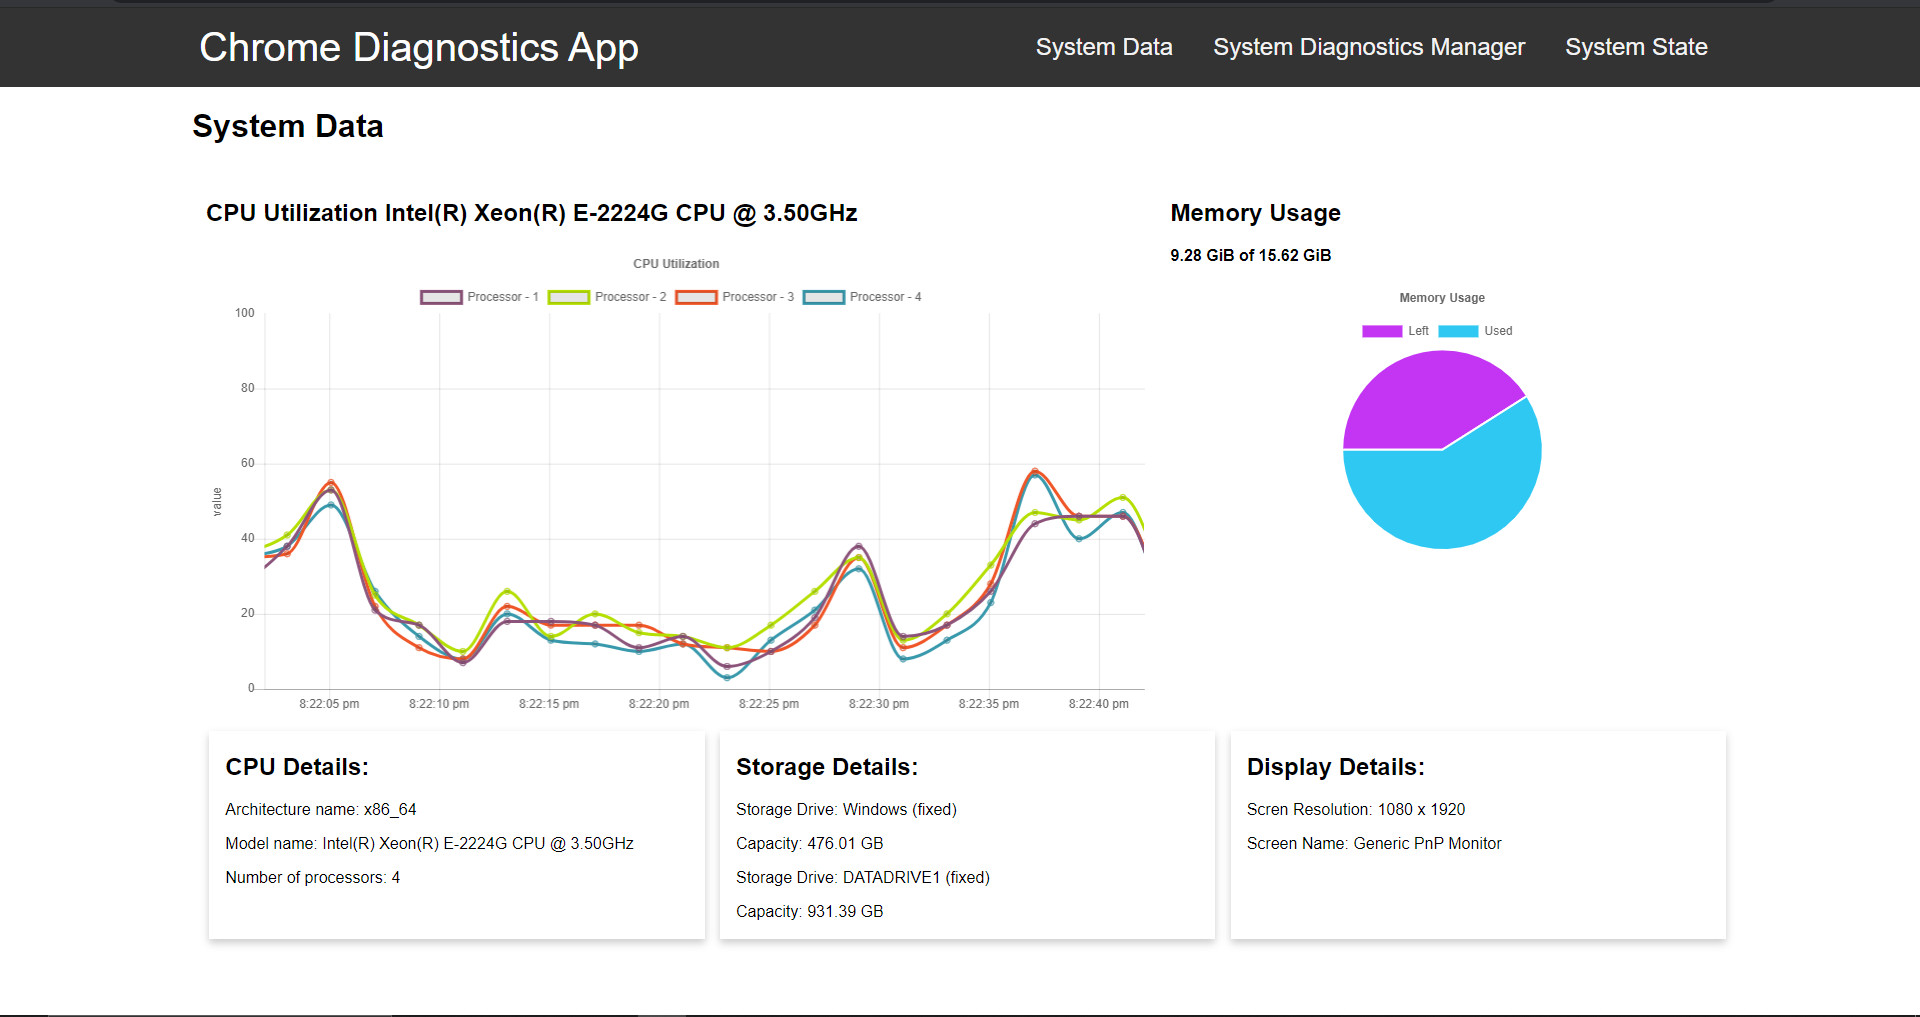 Chrome Diagnostics App
System Data
System Diagnostics Manager
System State
System Data
CPU Utilization Intel(R) Xeon(R) E-2224G CPU @ 3.50GHz
CPU Utilization
Processor - 1
Processor - 2
Processor - 3
Processor - 4
100
80
60
40
20
0
value
8:22:05 pm
8:22:10 pm
8:22:15 pm
8:22:20 pm
8:22:25 pm
8:22:30 pm
8:22:35 pm
8:22:40 pm
Memory Usage
9.28 GiB of 15.62 GiB
Memory Usage
Left
Used
CPU Details:
Architecture name: x86_64
Model name: Intel(R) Xeon(R) E-2224G CPU @ 3.50GHz
Number of processors: 4
Storage Details:
Storage Drive: Windows (fixed)
Capacity: 476.01 GB
Storage Drive: DATADRIVE1 (fixed)
Capacity: 931.39 GB
Display Details:
Scren Resolution: 1080 x 1920
Screen Name: Generic PnP Monitor